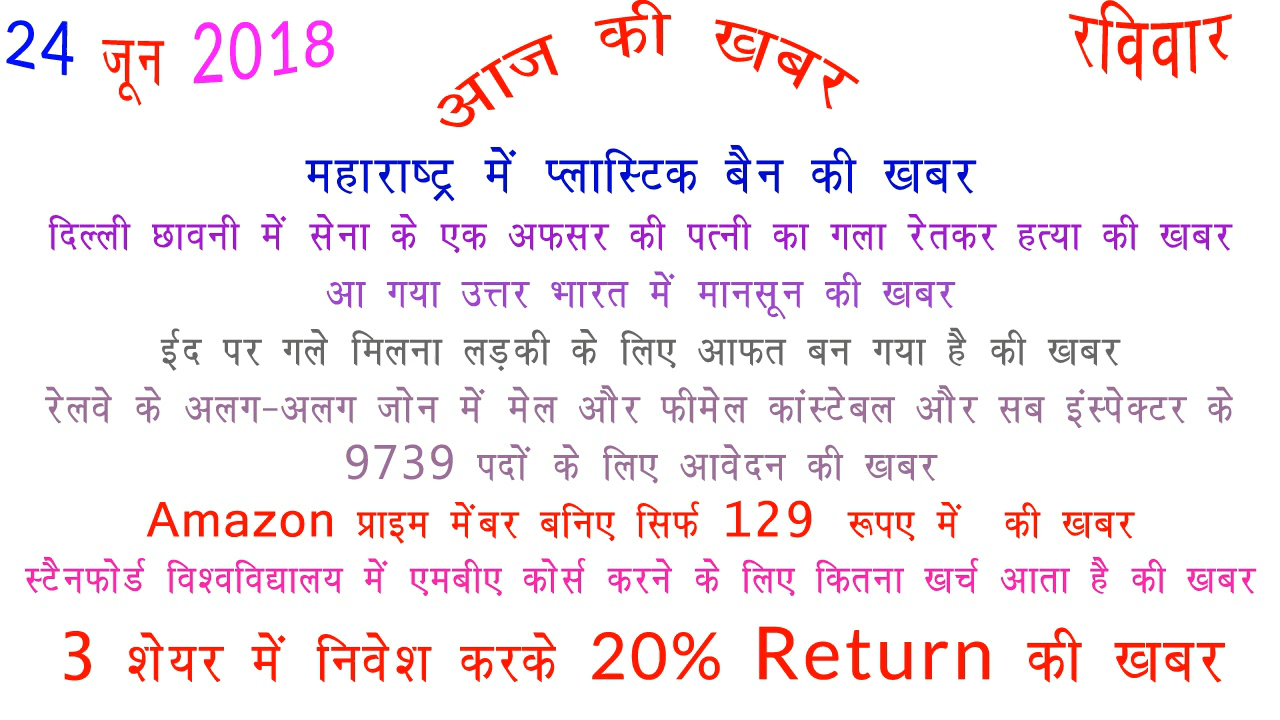 24 जून 2018 आज की खबर रविवार
महाराष्ट्र में प्लास्टिक बैन की खबर
दिल्ली छावनी में सेना के एक अफसर की पत्नी का गला रेतकर हत्या की खबर
आ गया उत्तर भारत में मानसून की खबर
ईद पर गले मिलना लड़की के लिए आफत बन गया है की खबर
रेलवे के अलग-अलग जोन में मेल और फीमेल कांस्टेबल और सब इंस्पेक्टर के
9739 पदों के लिए आवेदन की खबर
Amazon प्राइम मेंबर बनिए सिर्फ 129 रूपए में की खबर
स्टैनफोर्ड विश्वविद्यालय में एमबीए कोर्स करने के लिए कितना खर्च आता है की खबर
3 शेयर में निवेश करके 20% Return की खबर